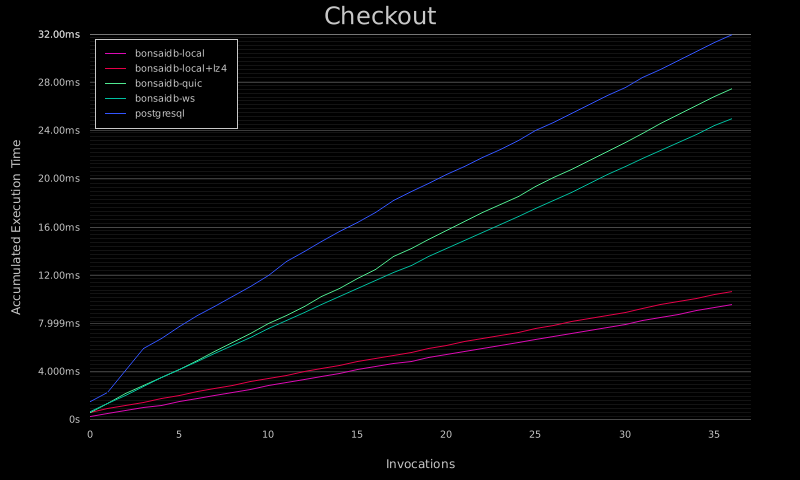 Checkout
32.00ms
28.00ms
24.00ms
20.00ms
16.00ms
12.00ms
7.999ms
4.000ms
0s
Accumulated Execution Time
bonsaidb-local
bonsaidb-local+lz4
bonsaidb-quic
bonsaidb-ws
postgresql
0 5 10 15 20 25 30 35
Invocations